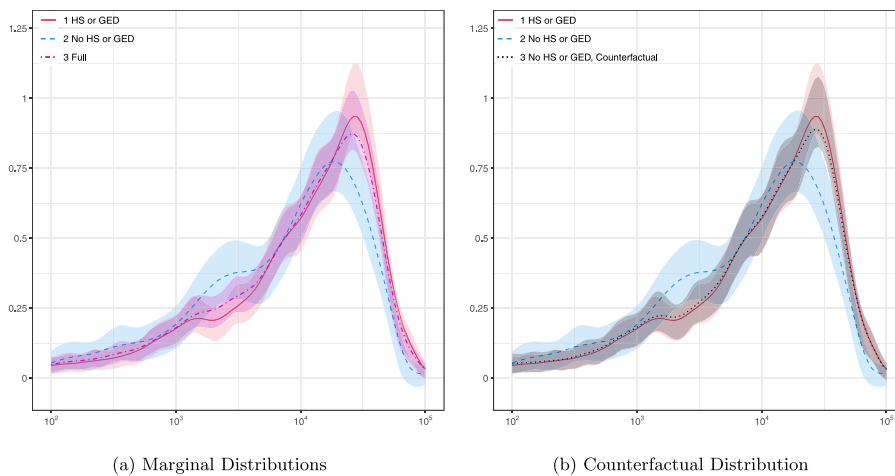 1 HS or GED
2 No HS or GED
3 Full
1.25
1
0.75
0.5
0.25
0
10²
10³
10⁴
10⁵
(a) Marginal Distributions
1 HS or GED
2 No HS or GED
3 No HS or GED, Counterfactual
1.25
1
0.75
0.5
0.25
0
10²
10³
10⁴
10⁵
(b) Counterfactual Distribution